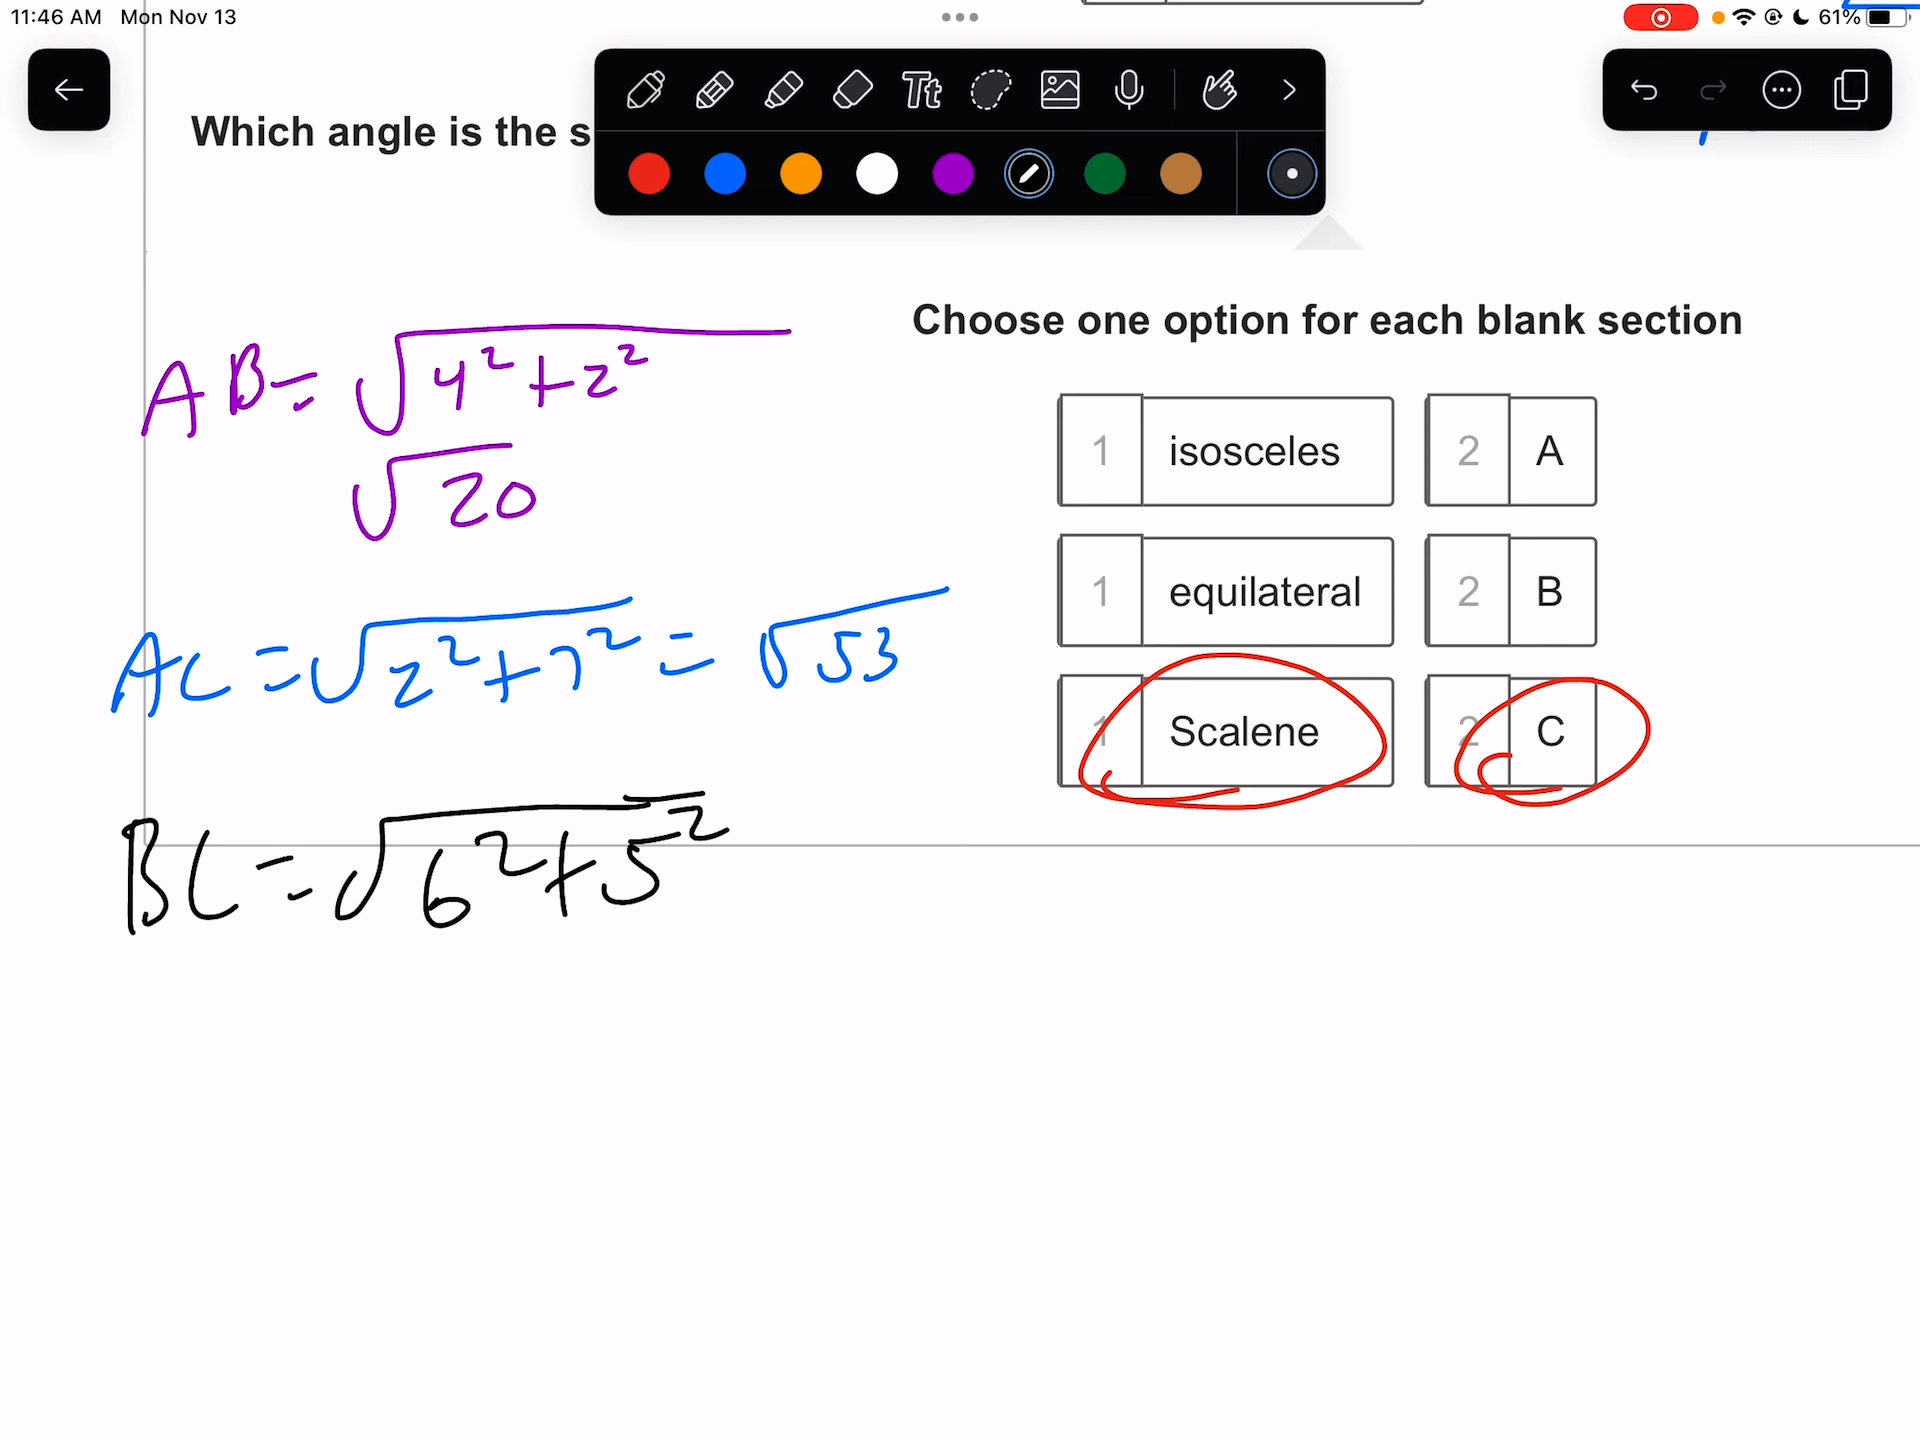 11:46 AM Mon Nov 13
61%
Tt
Which angle is the s
Choose one option for each blank section
AB = √4² + 2²
√20
1 isosceles 2 A
1 equilateral 2 B
AC = √2² + 7² = √53
1 Scalene 2 C
BC = √6² + 5²